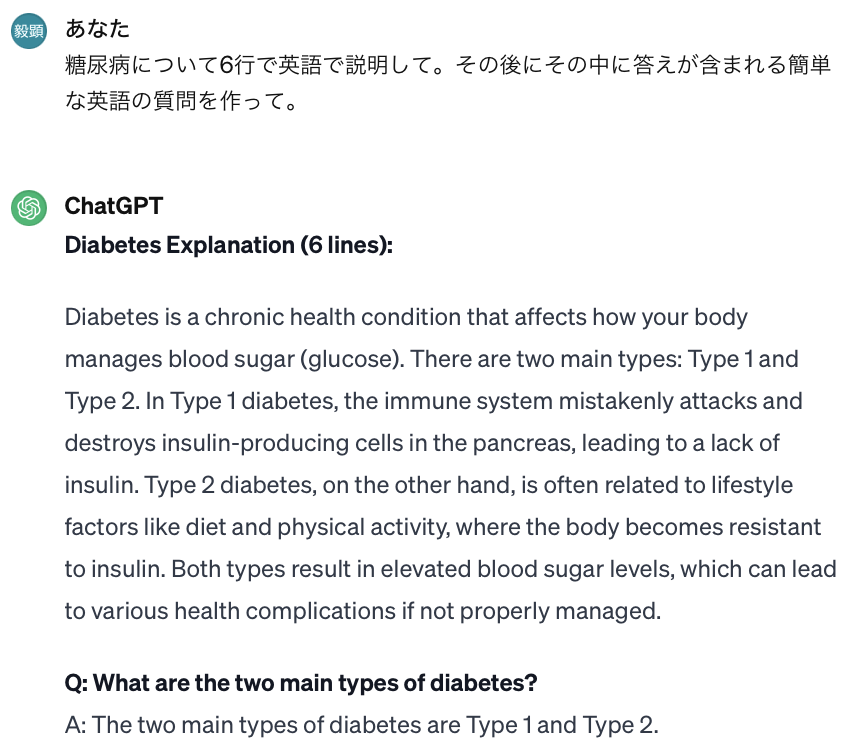 毅顕
あなた
糖尿病について6行で英語で説明して。その後にその中に答えが含まれる簡単
な英語の質問を作って。
ChatGPT
Diabetes Explanation (6 lines):
Diabetes is a chronic health condition that affects how your body
manages blood sugar (glucose). There are two main types: Type 1 and
Type 2. In Type 1 diabetes, the immune system mistakenly attacks and
destroys insulin-producing cells in the pancreas, leading to a lack of
insulin. Type 2 diabetes, on the other hand, is often related to lifestyle
factors like diet and physical activity, where the body becomes resistant
to insulin. Both types result in elevated blood sugar levels, which can lead
to various health complications if not properly managed.
Q: What are the two main types of diabetes?
A: The two main types of diabetes are Type 1 and Type 2.